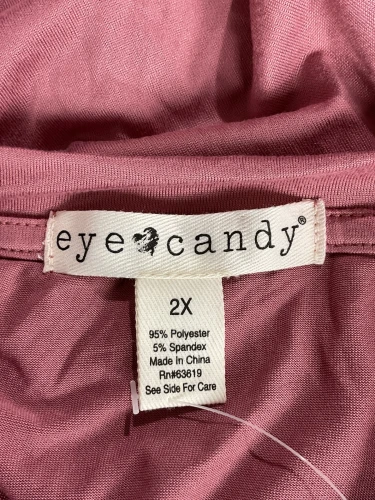 eye candy®
2X
95% Polyester
5% Spandex
Made In China
Rn#63619
See Side For Care